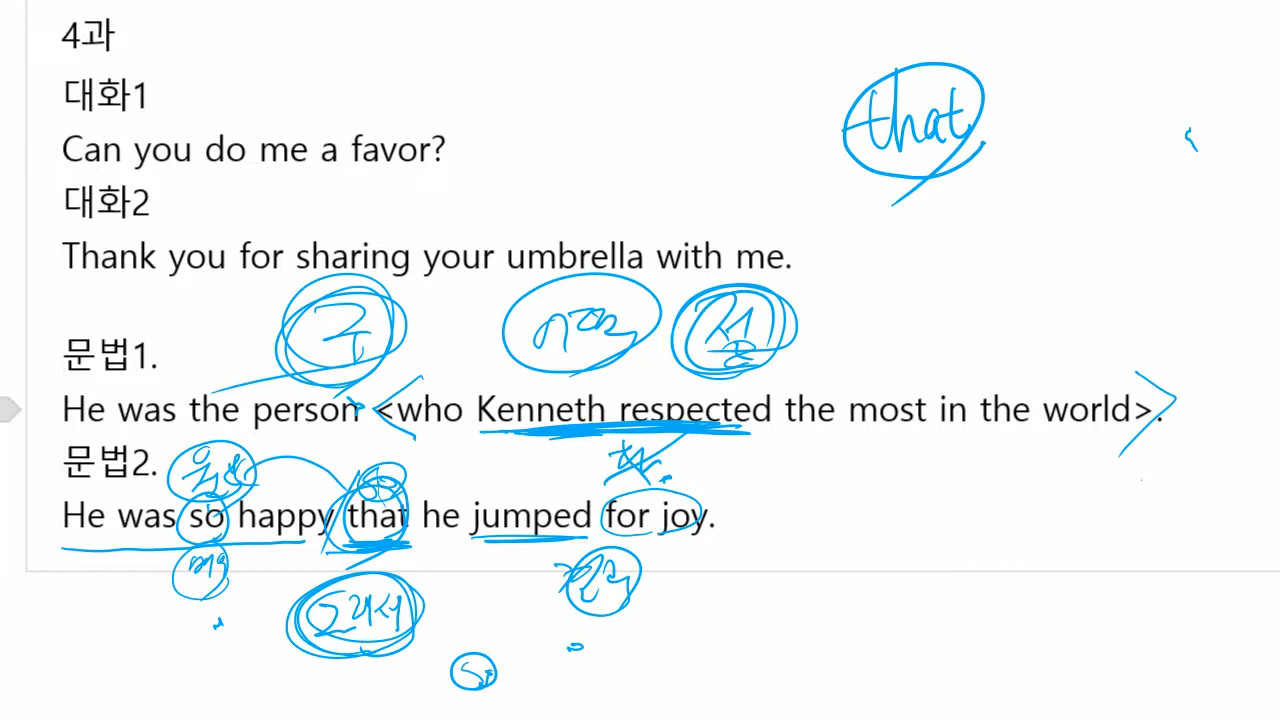 4과
대화1
that
Can you do me a favor?
대화2
Thank you for sharing your umbrella with me.
주
문법1.
He was the person <who Kenneth respected the most in the world>.
문법2.
He was so happy that he jumped for joy.
그래서